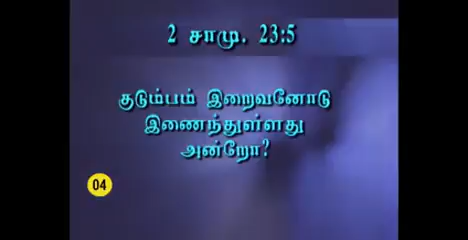 2 சாமு. 23:5
குடும்பம் இறைவனோடு
இணைந்துள்ளது
அன்றோ?
04